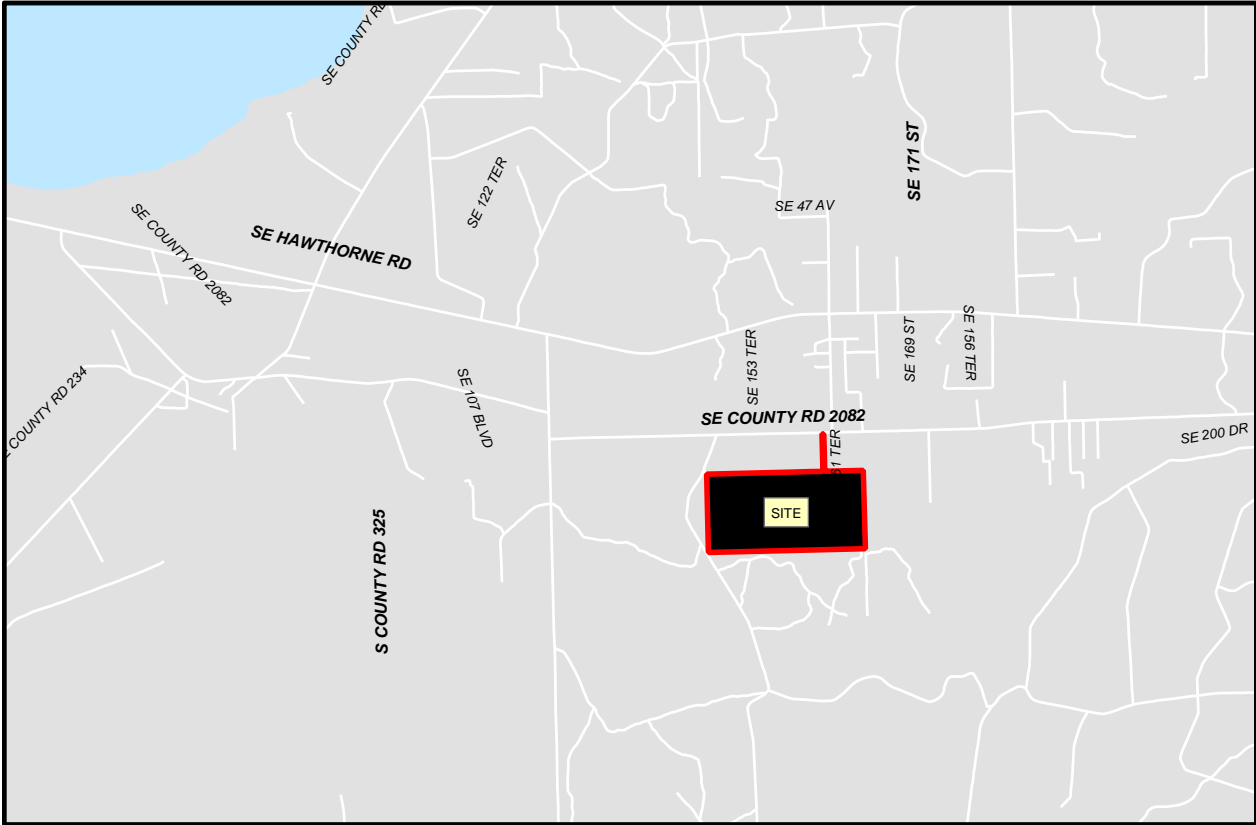 SE COUNTY RD
SE 171 ST
SE 122 TER
SE 47 AV
SE COUNTY RD 2082
SE HAWTHORNE RD
SE 153 TER
SE 169 ST
SE 156 TER
COUNTY RD 234
SE 107 BLVD
SE COUNTY RD 2082
SE 200 DR
61 TER
SITE
S COUNTY RD 325